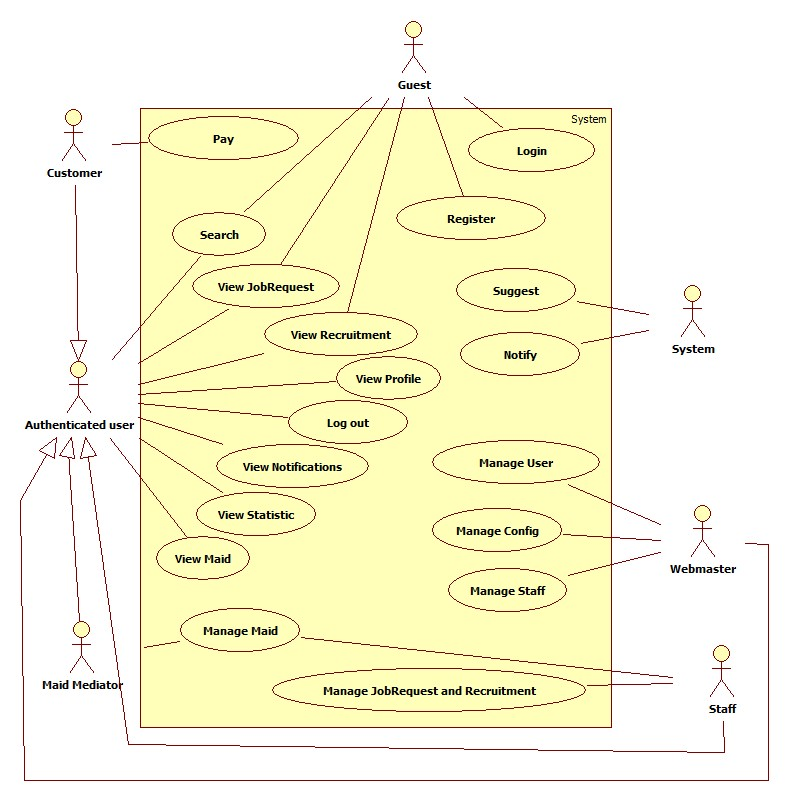 Guest
System
Customer
Pay
Login
Register
Search
View JobRequest
Suggest
View Recruitment
System
Notify
View Profile
Authenticated user
Log out
View Notifications
Manage User
View Statistic
Manage Config
View Maid
Webmaster
Manage Staff
Manage Maid
Maid Mediator
Manage JobRequest and Recruitment
Staff